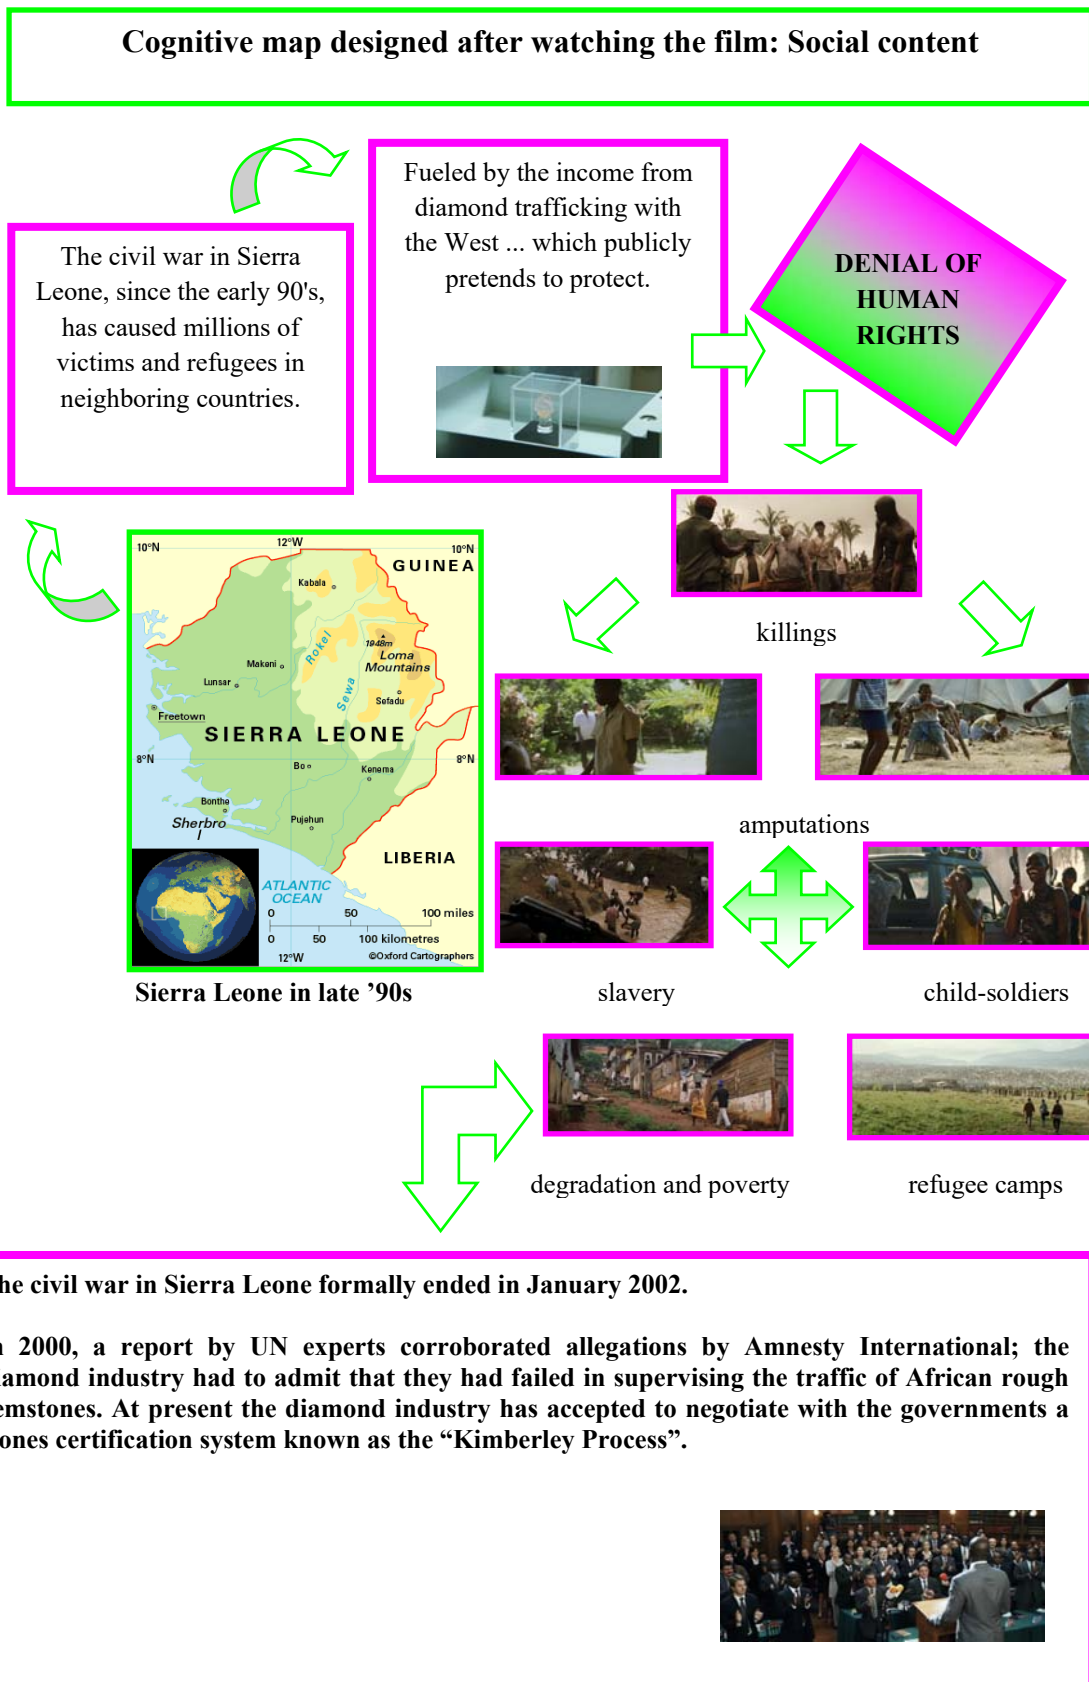 Cognitive map designed after watching the film: Social content
Fueled by the income from
diamond trafficking with
the West ... which publicly
pretends to protect.
The civil war in Sierra
Leone, since the early 90's,
has caused millions of
victims and refugees in
neighboring countries.
DENIAL OF
HUMAN
RIGHTS
killings
10°N
12°W
10°N
GUINEA
Kabala
Rokel
1948m
Loma
Mountains
Makeni
Lunsar
Sewa
Sefadu
Freetown
SIERRA LEONE
8°N
Bo
Kenema
8°N
Bonthe
Sherbro
I
Pujehun
LIBERIA
ATLANTIC
OCEAN
0 50 100 miles
0 50 100 kilometres
12°W
©Oxford Cartographers
Sierra Leone in late ’90s
amputations
slavery
child-soldiers
degradation and poverty
refugee camps
he civil war in Sierra Leone formally ended in January 2002.
n 2000, a report by UN experts corroborated allegations by Amnesty International; the
iamond industry had to admit that they had failed in supervising the traffic of African rough
emstones. At present the diamond industry has accepted to negotiate with the governments a
ones certification system known as the “Kimberley Process”.